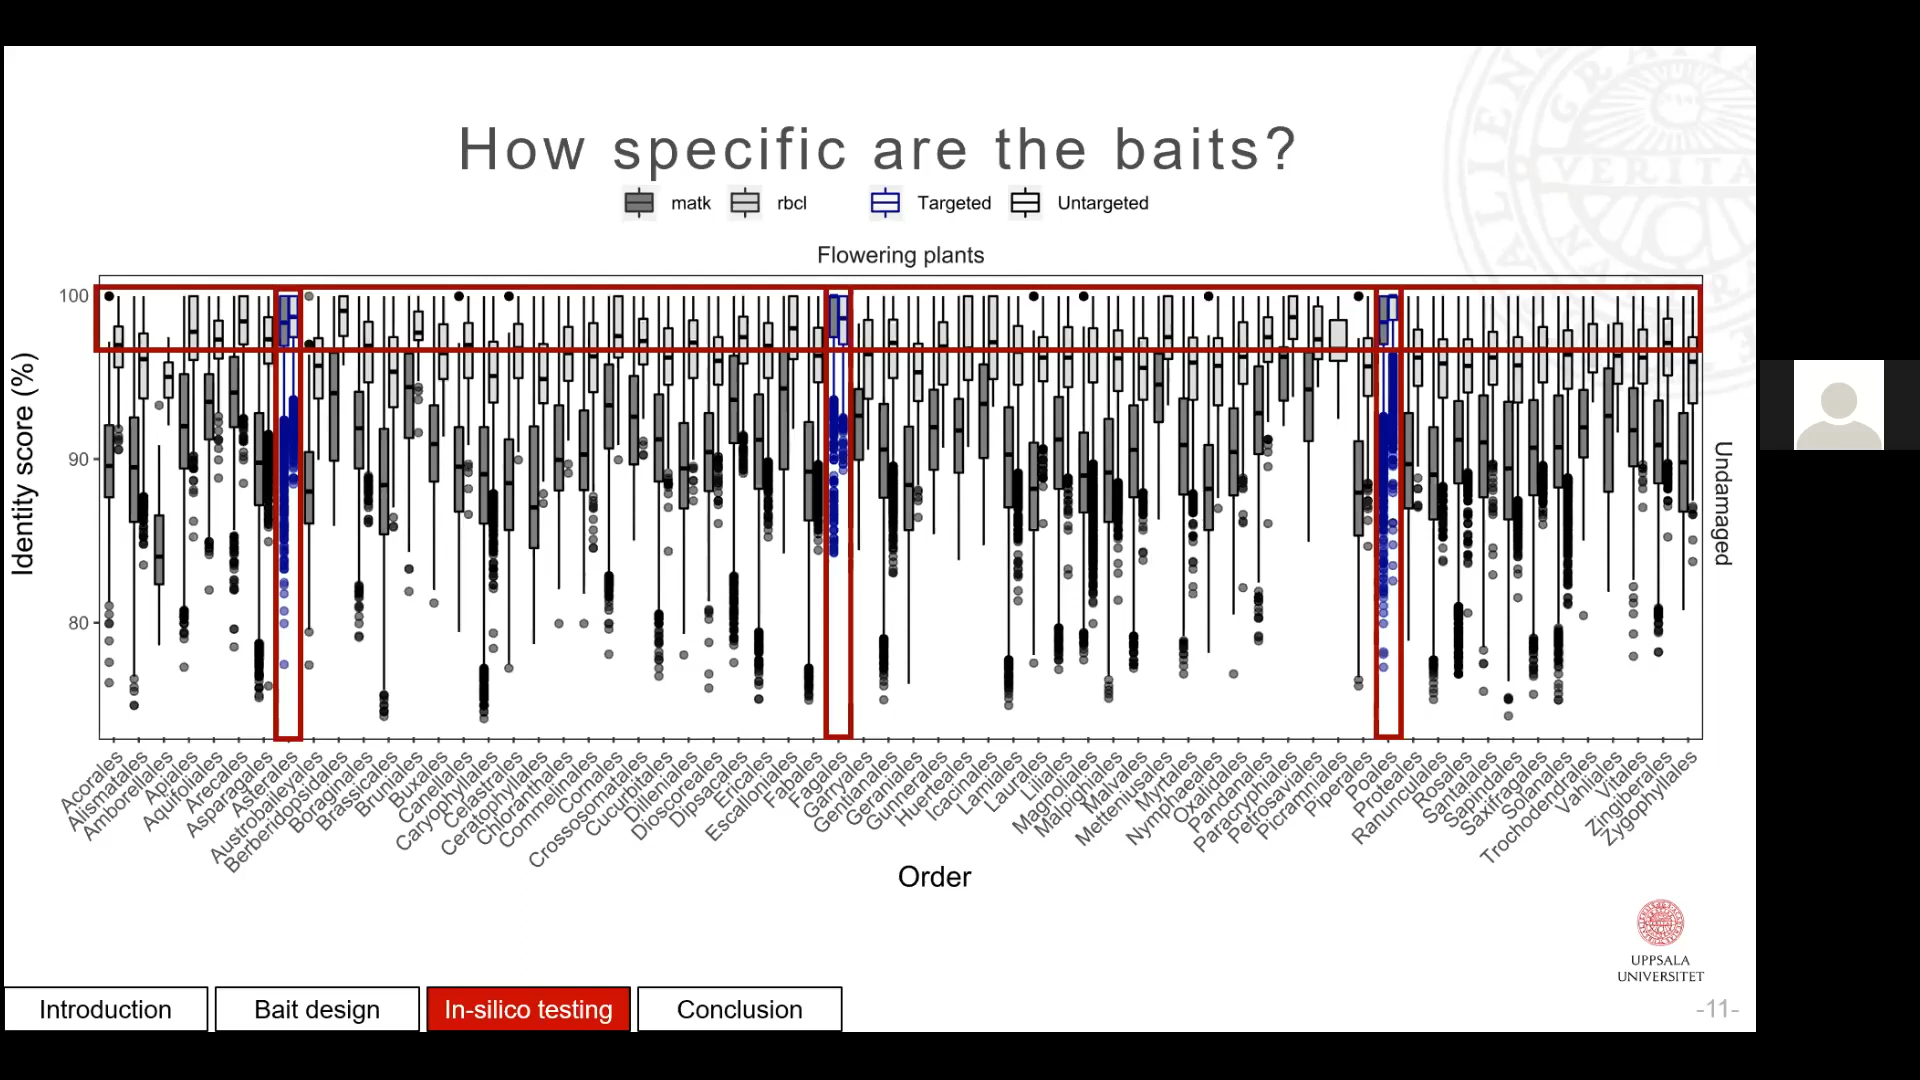 How specific are the baits?
matk rbcl Targeted Untargeted
Flowering plants
100
90
80
Identity score (%)
Undamaged
Acorales
Alismatales
Amborellales
Apiales
Aquifoliales
Arecales
Asparagales
Asterales
Austrobaileyales
Berberidopsidales
Boraginales
Brassicales
Bruniales
Buxales
Canellales
Caryophyllales
Celastrales
Ceratophyllales
Chloranthales
Commelinales
Cornales
Crossosomatales
Cucurbitales
Dilleniales
Dioscoreales
Dipsacales
Ericales
Escalloniales
Fabales
Fagales
Garryales
Gentianales
Geraniales
Gunnerales
Huerteales
Icacinales
Lamiales
Laurales
Liliales
Magnoliales
Malpighiales
Malvales
Metteniusales
Myrtales
Nymphaeales
Oxalidales
Pandanales
Paracryphiales
Petrosaviales
Picramniales
Piperales
Poales
Proteales
Ranunculales
Rosales
Santalales
Sapindales
Saxifragales
Solanales
Trochodendrales
Vahliales
Vitales
Zingiberales
Zygophyllales
Order
UPPSALA
UNIVERSITET
Introduction Bait design In-silico testing Conclusion
-11-